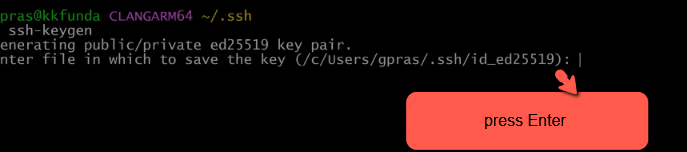 pras@kkfunda CLANGARM64 ~/.ssh
ssh-keygen
enerating public/private ed25519 key pair.
nter file in which to save the key (/c/Users/gpras/.ssh/id_ed25519):
press Enter